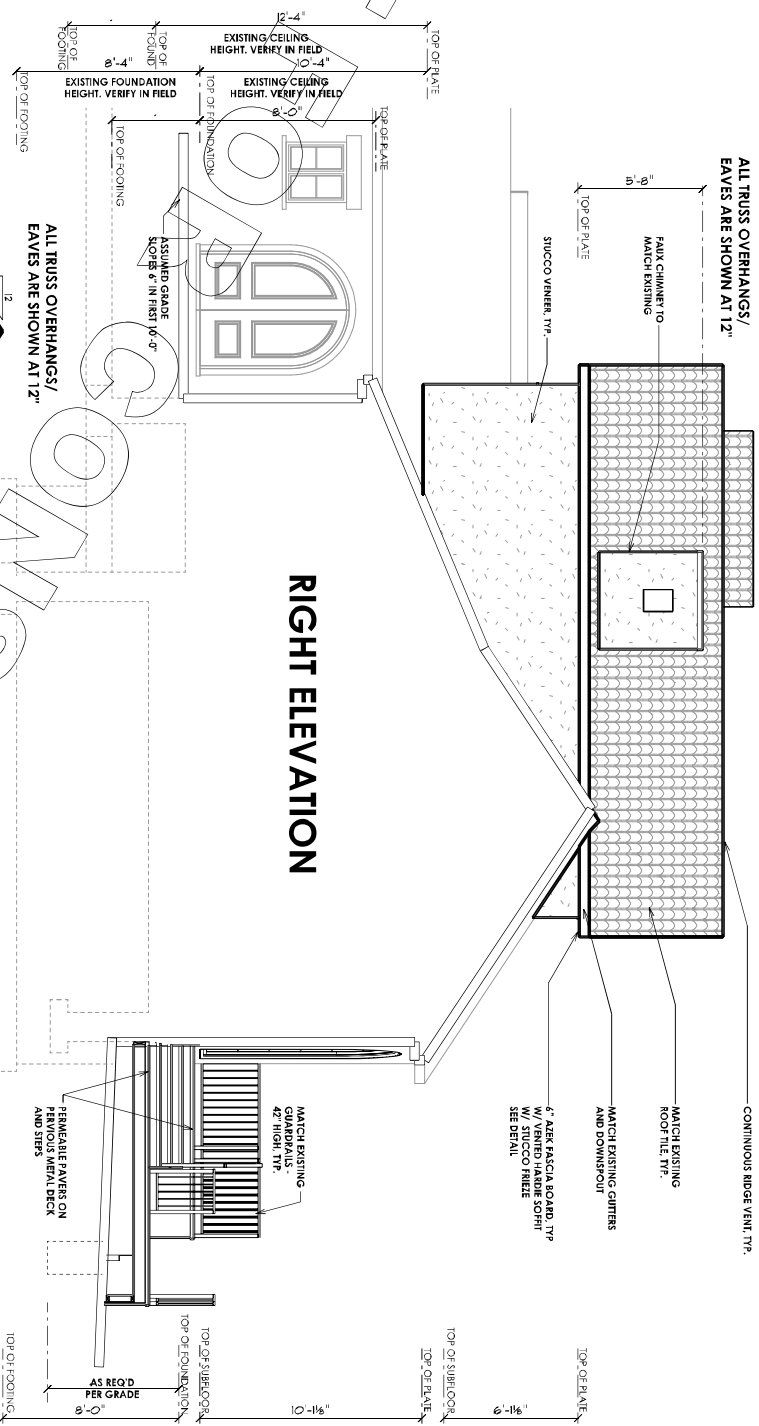 ALL TRUSS OVERHANGS/
EAVES ARE SHOWN AT 12"
CONTINUOUS RIDGE VENT, TYP.
MATCH EXISTING
ROOF TILE, TYP.
MATCH EXISTING GUTTERS
AND DOWNSPOUT
6" AZEK FASCIA BOARD, TYP
W/ VENTED HARDIE SOFFIT
W/ STUCCO FRIEZE
SEE DETAIL
FAUX CHIMNEY TO
MATCH EXISTING
STUCCO VENEER, TYP.
TOP OF PLATE
TOP OF PLATE
6'-1⅛"
TOP OF SUBFLOOR
TOP OF PLATE
10'-1⅛"
TOP OF SUBFLOOR
TOP OF FOUNDATION
8'-0"
TOP OF FOOTING
AS REQ'D
PER GRADE
MATCH EXISTING
GUARDRAILS -
42" HIGH, TYP.
PERMEABLE PAVERS ON
PERVIOUS METAL DECK
AND STEPS
RIGHT ELEVATION
12'-4"
EXISTING CEILING
HEIGHT. VERIFY IN FIELD
10'-4"
EXISTING CEILING
HEIGHT. VERIFY IN FIELD
8'-0"
8'-4"
EXISTING FOUNDATION
HEIGHT. VERIFY IN FIELD
TOP OF PLATE
TOP OF PLATE
TOP OF FOUNDATION
TOP OF
FOUND
TOP OF
FOOTING
TOP OF FOOTING
TOP OF FOOTING
ASSUMED GRADE
SLOPES 6" IN FIRST 10'-0"
ALL TRUSS OVERHANGS/
EAVES ARE SHOWN AT 12"
12